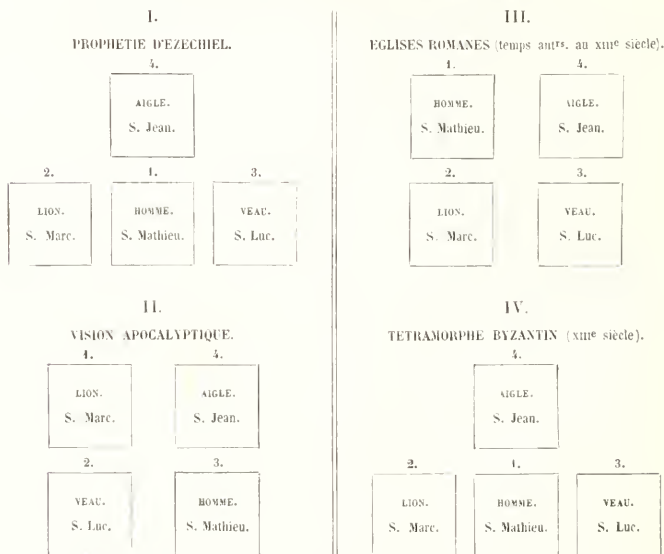 I.
PROPHETIE D'EZECHIEL.
4.
AIGLE.
S. Jean.
2.
1.
3.
LION.
HOMME.
VEAU.
S. Marc.
S. Mathieu.
S. Luc.
II.
VISION APOCALYPTIQUE.
1.
4.
LION.
AIGLE.
S. Marc.
S. Jean.
2.
3.
VEAU.
HOMME.
S. Luc.
S. Mathieu.
III.
EGLISES ROMANES (temps antrs. au XIIIe siècle).
1.
4.
HOMME.
AIGLE.
S. Mathieu.
S. Jean.
2.
3.
LION.
VEAU.
S. Marc.
S. Luc.
IV.
TETRAMORPHE BYZANTIN (XIIIe siècle).
4.
AIGLE.
S. Jean.
2.
1.
3.
LION.
HOMME.
VEAU.
S. Marc.
S. Mathieu.
S. Luc.